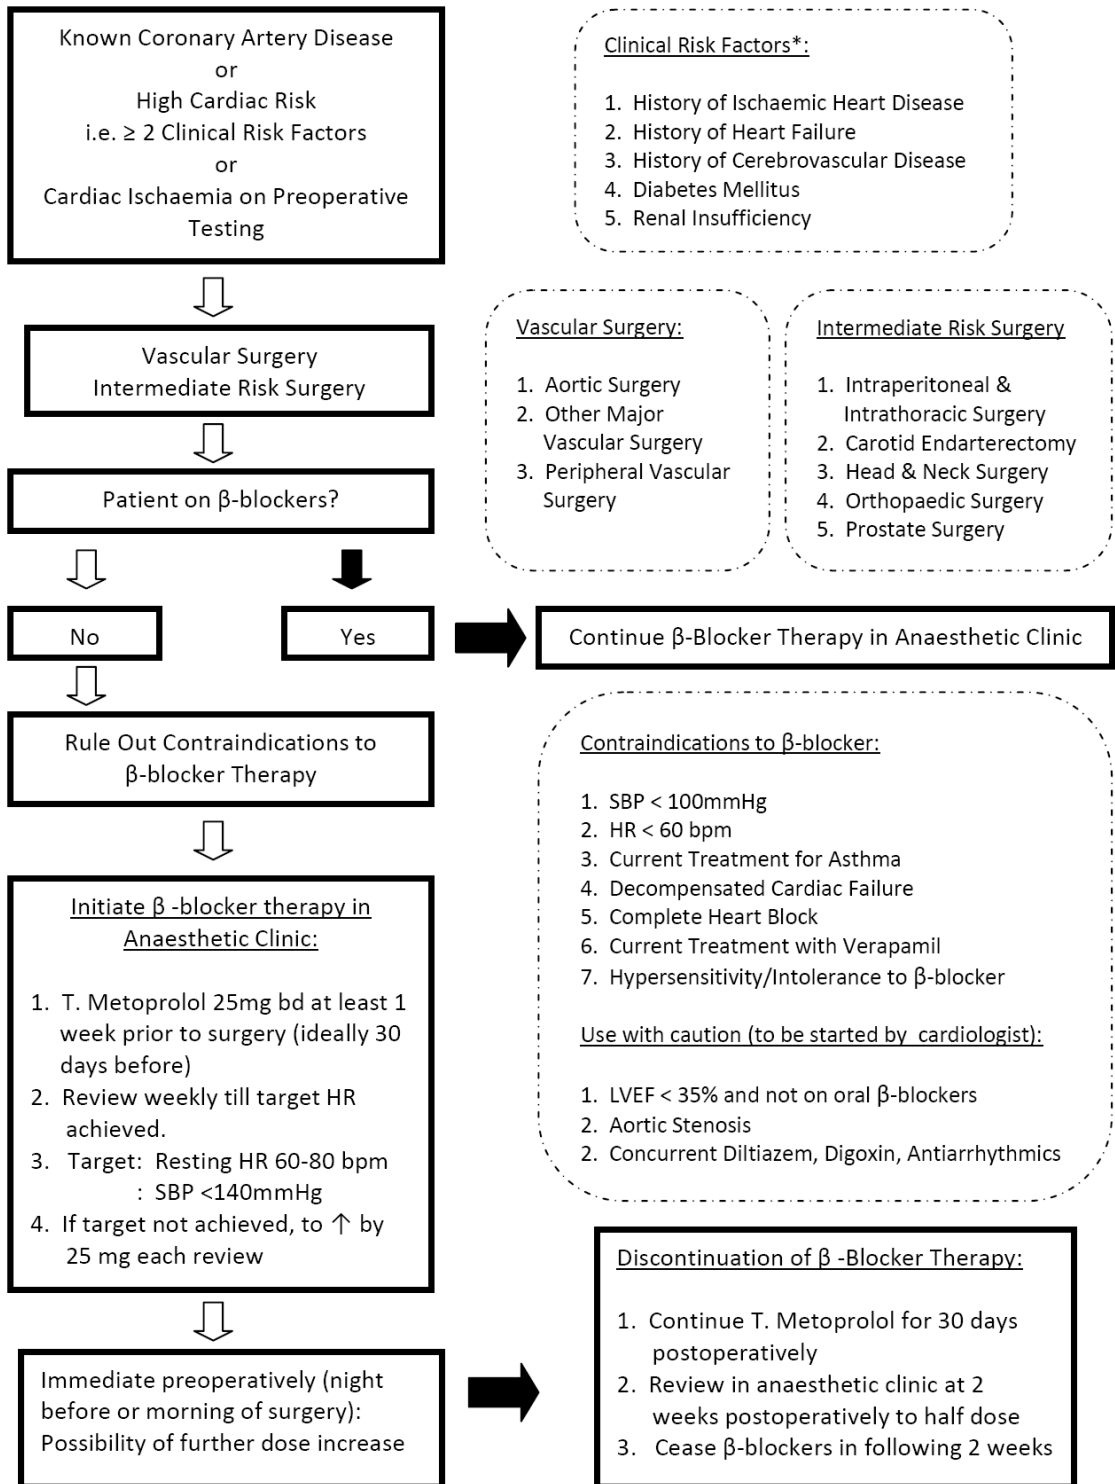 Known Coronary Artery Disease
or
High Cardiac Risk
i.e. ≥ 2 Clinical Risk Factors
or
Cardiac Ischaemia on Preoperative
Testing
Clinical Risk Factors*:
1. History of Ischaemic Heart Disease
2. History of Heart Failure
3. History of Cerebrovascular Disease
4. Diabetes Mellitus
5. Renal Insufficiency
Vascular Surgery
Intermediate Risk Surgery
Vascular Surgery:
1. Aortic Surgery
2. Other Major
Vascular Surgery
3. Peripheral Vascular
Surgery
Intermediate Risk Surgery
1. Intraperitoneal &
Intrathoracic Surgery
2. Carotid Endarterectomy
3. Head & Neck Surgery
4. Orthopaedic Surgery
5. Prostate Surgery
Patient on β-blockers?
No
Yes
Continue β-Blocker Therapy in Anaesthetic Clinic
Rule Out Contraindications to
β-blocker Therapy
Contraindications to β-blocker:
1. SBP < 100mmHg
2. HR < 60 bpm
3. Current Treatment for Asthma
4. Decompensated Cardiac Failure
5. Complete Heart Block
6. Current Treatment with Verapamil
7. Hypersensitivity/Intolerance to β-blocker
Use with caution (to be started by cardiologist):
1. LVEF < 35% and not on oral β-blockers
2. Aortic Stenosis
2. Concurrent Diltiazem, Digoxin, Antiarrhythmics
Initiate β -blocker therapy in
Anaesthetic Clinic:
1. T. Metoprolol 25mg bd at least 1
week prior to surgery (ideally 30
days before)
2. Review weekly till target HR
achieved.
3. Target: Resting HR 60-80 bpm
: SBP <140mmHg
4. If target not achieved, to ↑ by
25 mg each review
Immediate preoperatively (night
before or morning of surgery):
Possibility of further dose increase
Discontinuation of β -Blocker Therapy:
1. Continue T. Metoprolol for 30 days
postoperatively
2. Review in anaesthetic clinic at 2
weeks postoperatively to half dose
3. Cease β-blockers in following 2 weeks